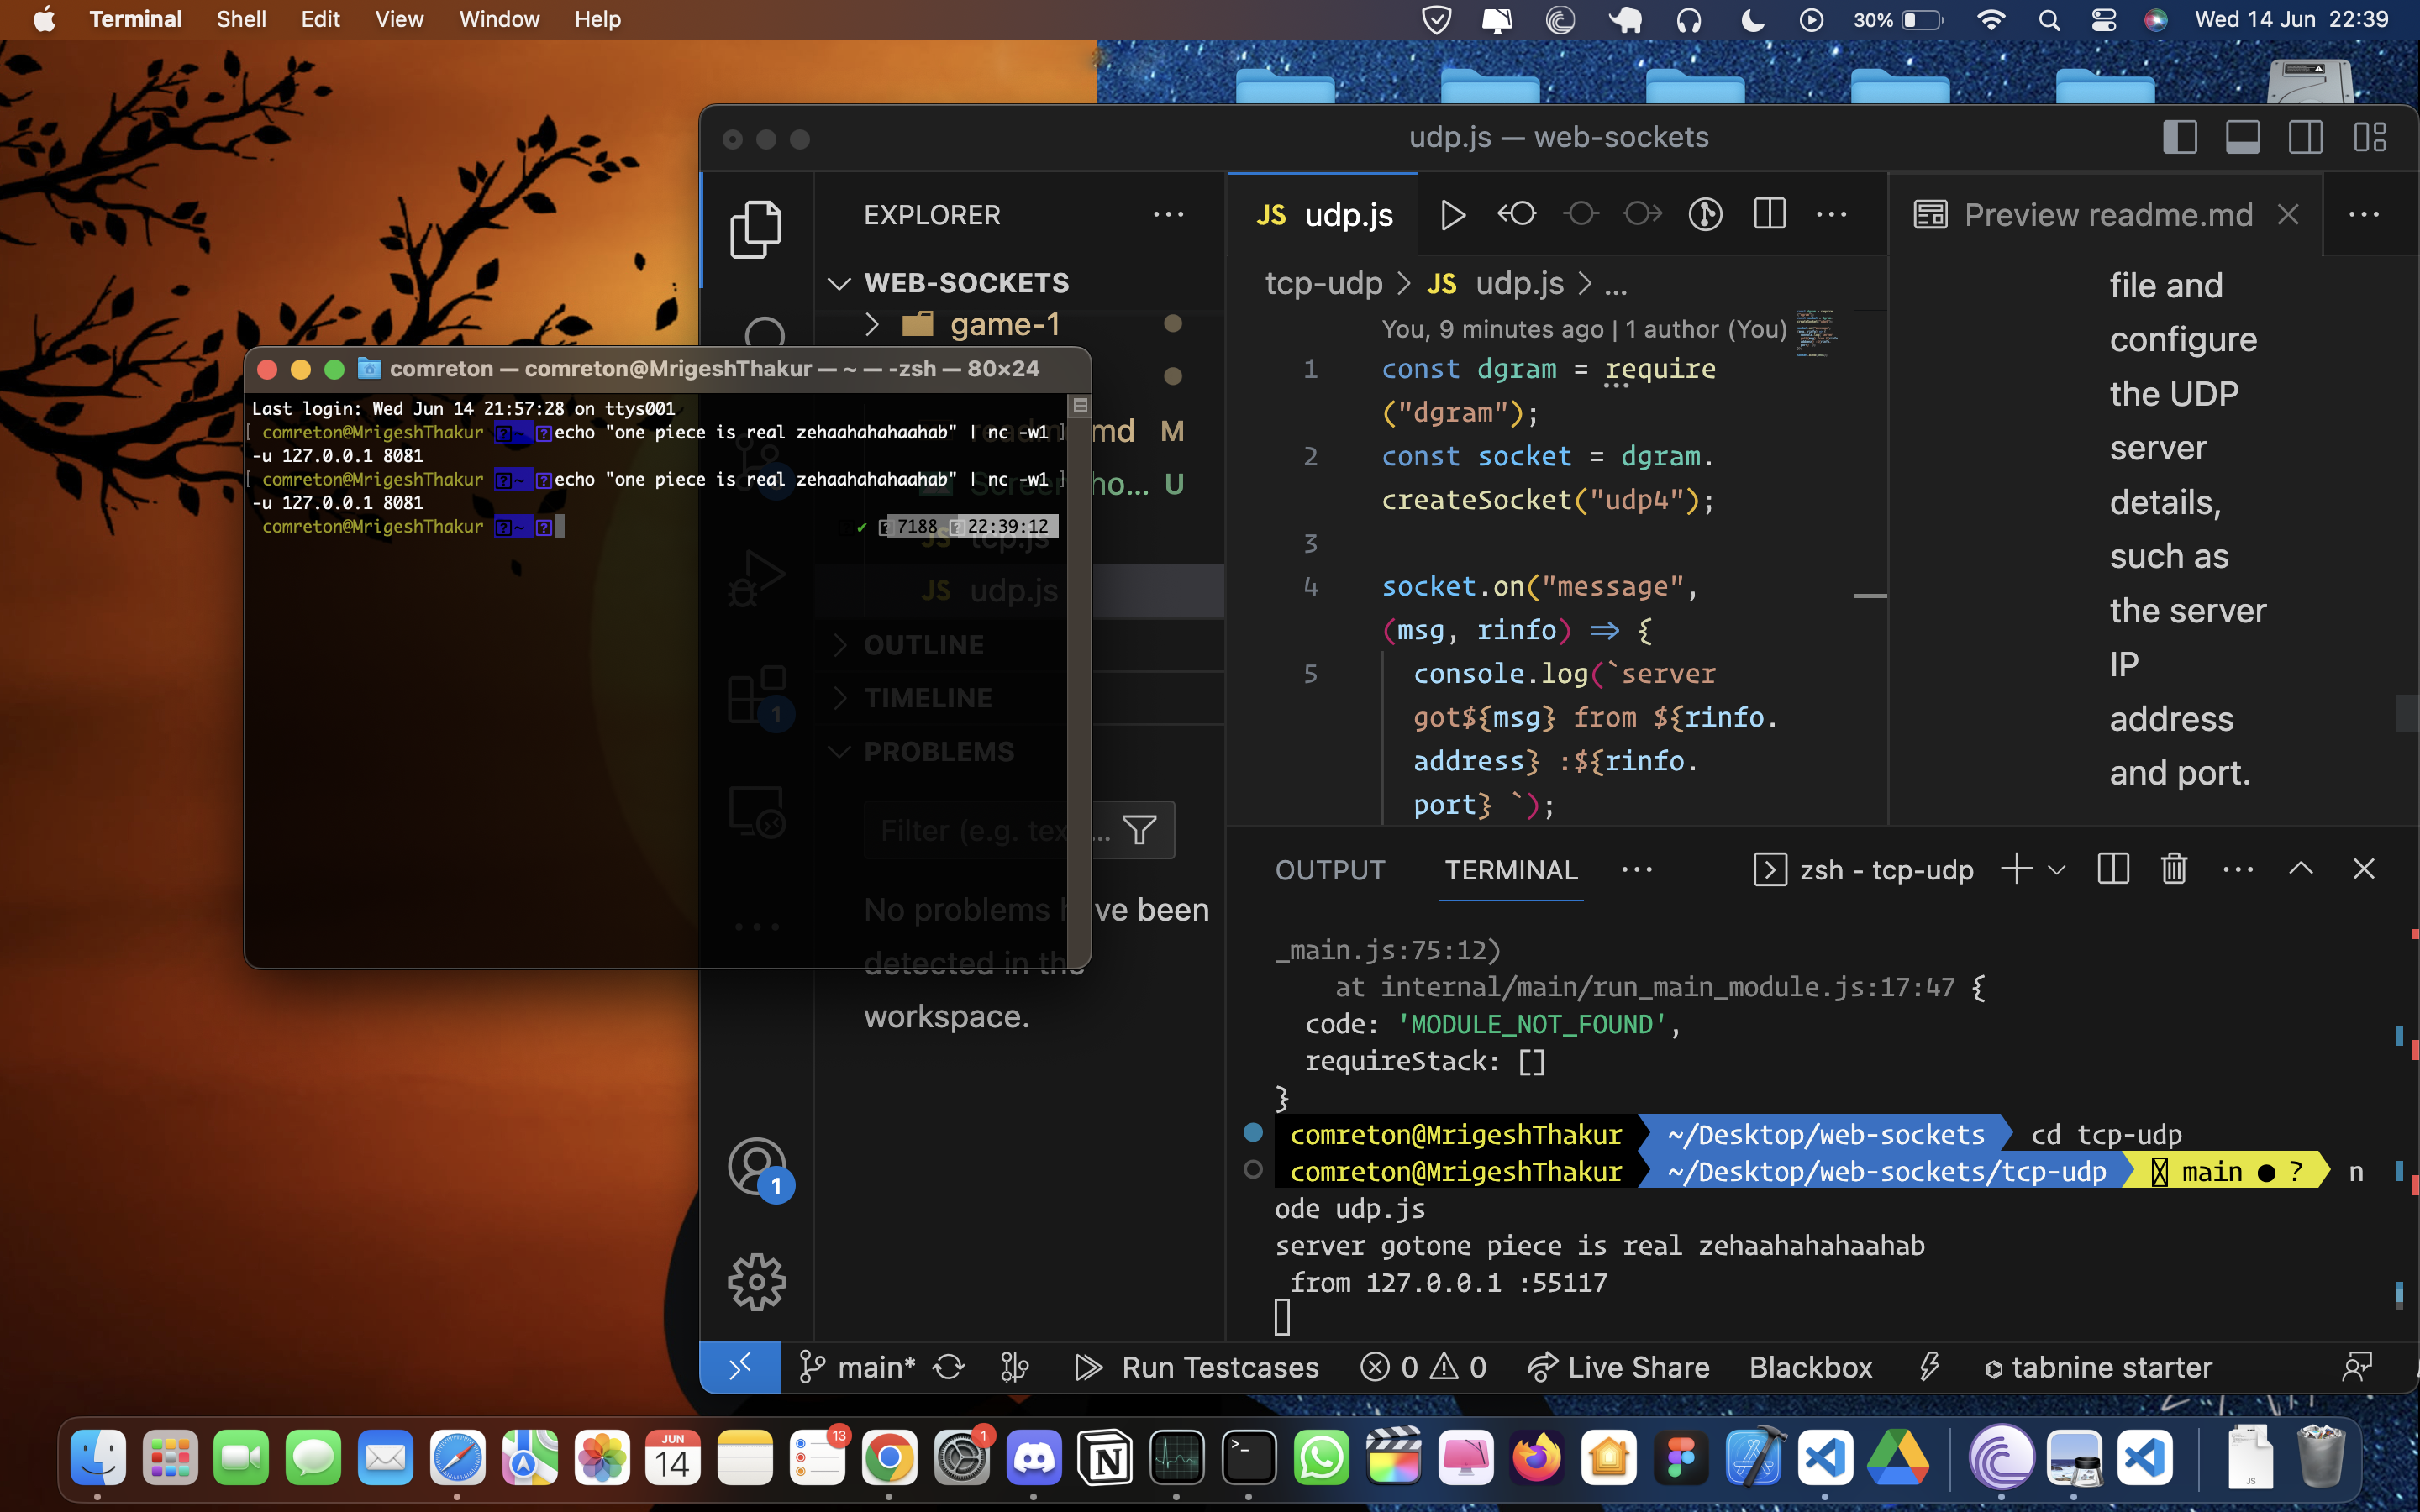 Terminal Shell Edit View Window Help 30% Wed 14 Jun 22:39
udp.js — web-sockets
EXPLORER
WEB-SOCKETS
game-1
md M
U
tcp.js
JS udp.js
OUTLINE
TIMELINE
PROBLEMS
Filter (e.g. tex...
No problems have been
detected in the
workspace.
1
1
comreton — comreton@MrigeshThakur — ~ — -zsh — 80×24
Last login: Wed Jun 14 21:57:28 on ttys001
[ comreton@MrigeshThakur ? ~ ? echo "one piece is real zehaahahahaahab" | nc -w1 ]
-u 127.0.0.1 8081
[ comreton@MrigeshThakur ? ~ ? echo "one piece is real zehaahahahaahab" | nc -w1 ]
-u 127.0.0.1 8081
comreton@MrigeshThakur ? ~ ? ✔ ? 7188 ? 22:39:12
JS udp.js
tcp-udp > JS udp.js > ...
You, 9 minutes ago | 1 author (You)
1 const dgram = require
("dgram");
2 const socket = dgram.
createSocket("udp4");
3
4 socket.on("message",
(msg, rinfo) => {
5 console.log(`server
got${msg} from ${rinfo.
address} :${rinfo.
port} `);
Preview readme.md
file and
configure
the UDP
server
details,
such as
the server
IP
address
and port.
OUTPUT TERMINAL zsh - tcp-udp
_main.js:75:12)
at internal/main/run_main_module.js:17:47 {
code: 'MODULE_NOT_FOUND',
requireStack: []
}
comreton@MrigeshThakur ~/Desktop/web-sockets cd tcp-udp
comreton@MrigeshThakur ~/Desktop/web-sockets/tcp-udp main ● ? n
ode udp.js
server gotone piece is real zehaahahahaahab
from 127.0.0.1 :55117
main* Run Testcases 0 0 Live Share Blackbox tabnine starter
JUN
14
13
1
JS